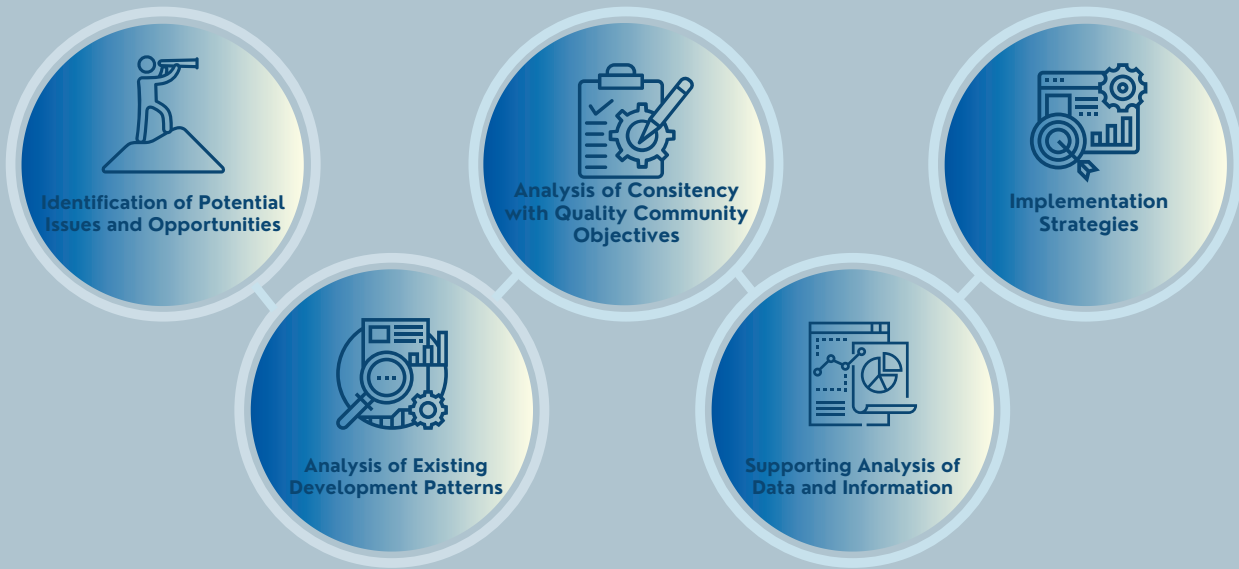 Identification of Potential
Issues and Opportunities
Analysis of Existing
Development Patterns
Analysis of Consitency
with Quality Community
Objectives
Supporting Analysis of
Data and Information
Implementation
Strategies